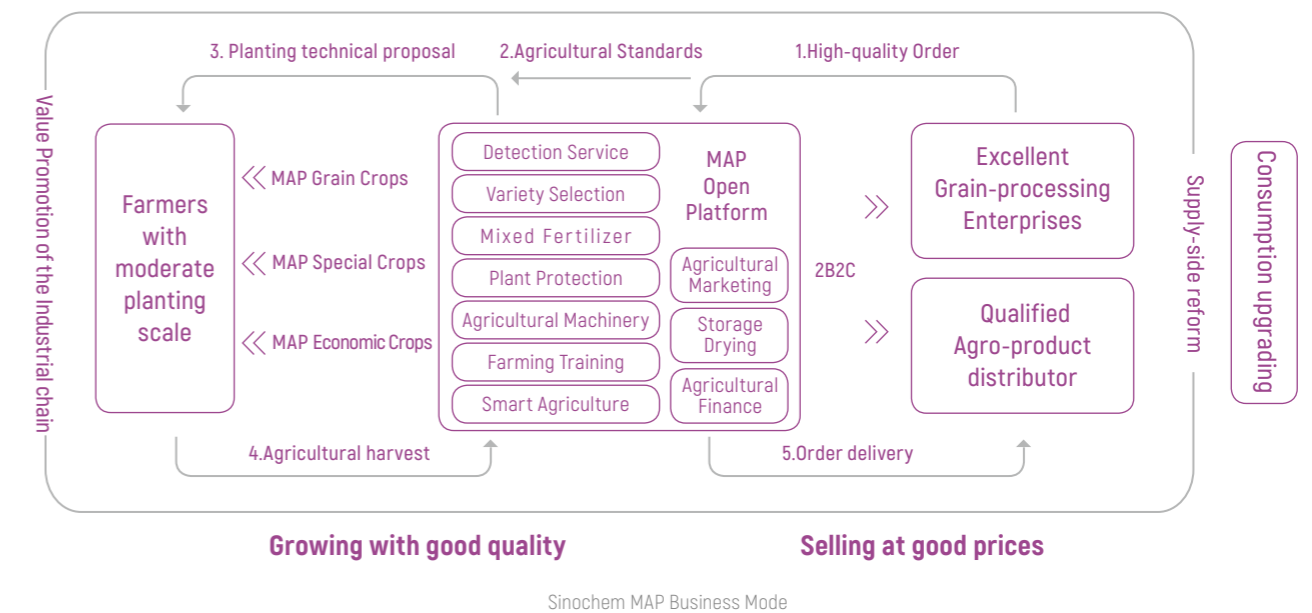 3. Planting technical proposal
2.Agricultural Standards
1.High-quality Order
Value Promotion of the Industrial chain
Farmers
with
moderate
planting
scale
MAP Grain Crops
MAP Special Crops
MAP Economic Crops
Detection Service
Variety Selection
Mixed Fertilizer
Plant Protection
Agricultural Machinery
Farming Training
Smart Agriculture
MAP
Open
Platform
Agricultural
Marketing
Storage
Drying
Agricultural
Finance
2B2C
Excellent
Grain-processing
Enterprises
Qualified
Agro-product
distributor
Supply-side reform
Consumption upgrading
4.Agricultural harvest
5.Order delivery
Growing with good quality
Selling at good prices
Sinochem MAP Business Mode